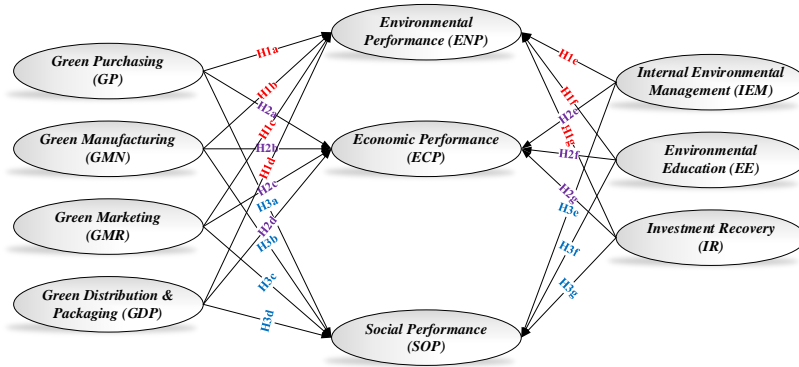 Environmental
Performance (ENP)
Green Purchasing
(GP)
Green Manufacturing
(GMN)
Green Marketing
(GMR)
Green Distribution &
Packaging (GDP)
Economic Performance
(ECP)
Social Performance
(SOP)
Internal Environmental
Management (IEM)
Environmental
Education (EE)
Investment Recovery
(IR)
H1a
H1b
H1c
H1d
H2a
H2b
H2c
H2d
H3a
H3b
H3c
H3d
H1e
H1f
H1g
H2e
H2f
H2g
H3e
H3f
H3g